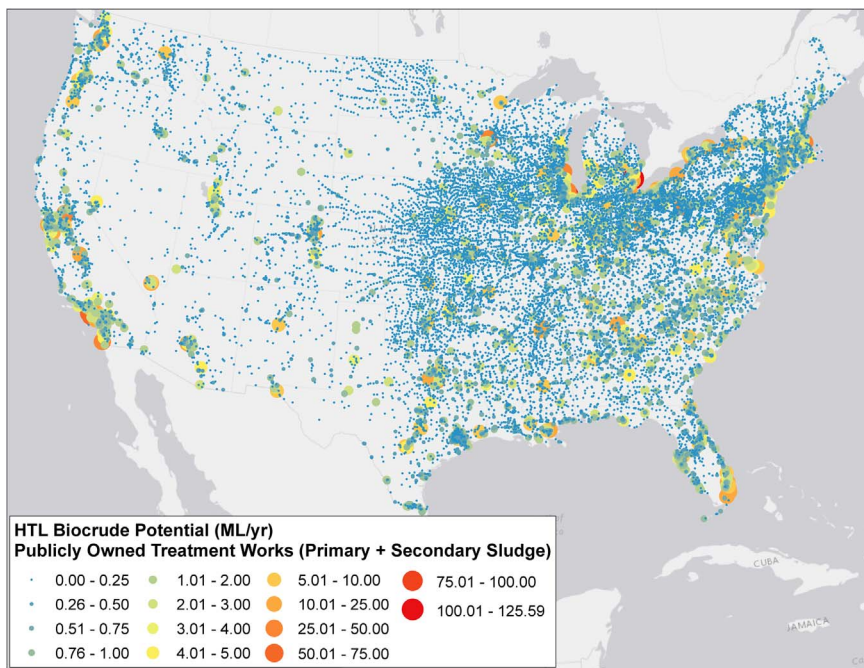 CUBA
JAMAICA
HTL Biocrude Potential (ML/yr)
Publicly Owned Treatment Works (Primary + Secondary Sludge)
0.00 - 0.25
0.26 - 0.50
0.51 - 0.75
0.76 - 1.00
1.01 - 2.00
2.01 - 3.00
3.01 - 4.00
4.01 - 5.00
5.01 - 10.00
10.01 - 25.00
25.01 - 50.00
50.01 - 75.00
75.01 - 100.00
100.01 - 125.59